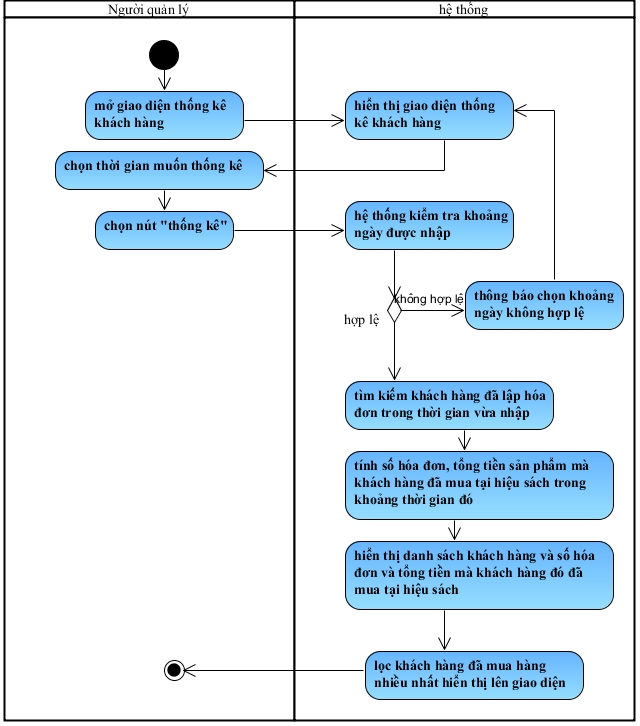 Người quản lý
hệ thống
mở giao diện thống kê
khách hàng
hiển thị giao diện thống
kê khách hàng
chọn thời gian muốn thống kê
chọn nút "thống kê"
hệ thống kiểm tra khoảng
ngày được nhập
không hợp lệ
thông báo chọn khoảng
ngày không hợp lệ
hợp lệ
tìm kiếm khách hàng đã lập hóa
đơn trong thời gian vừa nhập
tính số hóa đơn, tổng tiền sản phẩm mà
khách hàng đã mua tại hiệu sách trong
khoảng thời gian đó
hiển thị danh sách khách hàng và số hóa
đơn và tổng tiền mà khách hàng đó đã
mua tại hiệu sách
lọc khách hàng đã mua hàng
nhiều nhất hiển thị lên giao diện